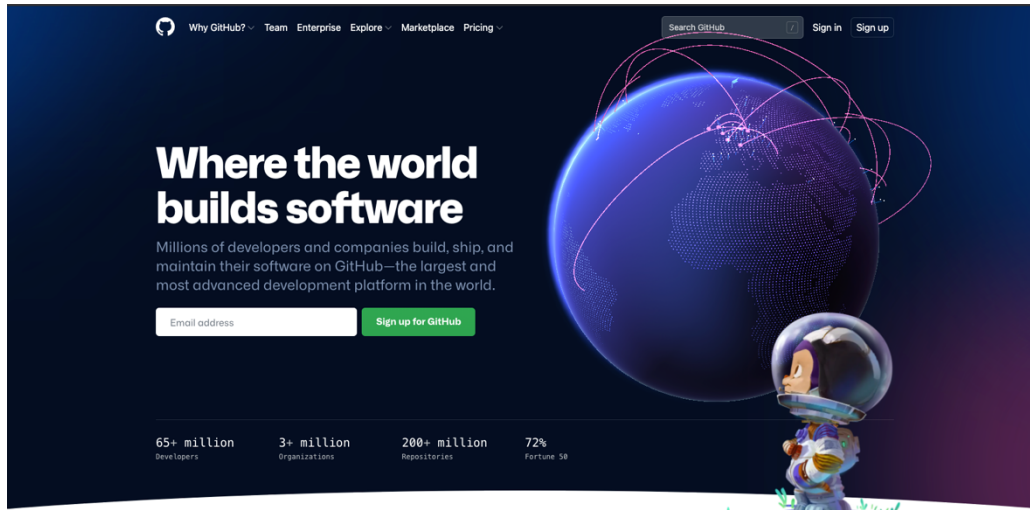 Why GitHub? Team Enterprise Explore Marketplace Pricing Search GitHub / Sign in Sign up
Where the world
builds software
Millions of developers and companies build, ship, and
maintain their software on GitHub—the largest and
most advanced development platform in the world.
Email address Sign up for GitHub
65+ million 3+ million 200+ million 72%
Developers Organizations Repositories Fortune 50